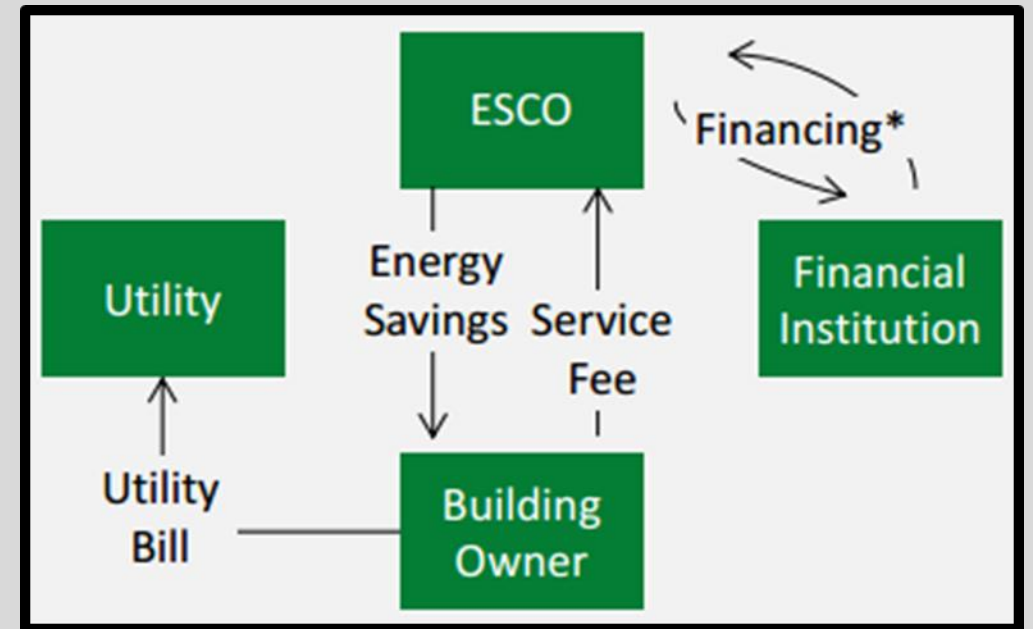 ESCO
Financing*
Utility
Energy
Savings
Service
Fee
Financial
Institution
Utility
Bill
Building
Owner